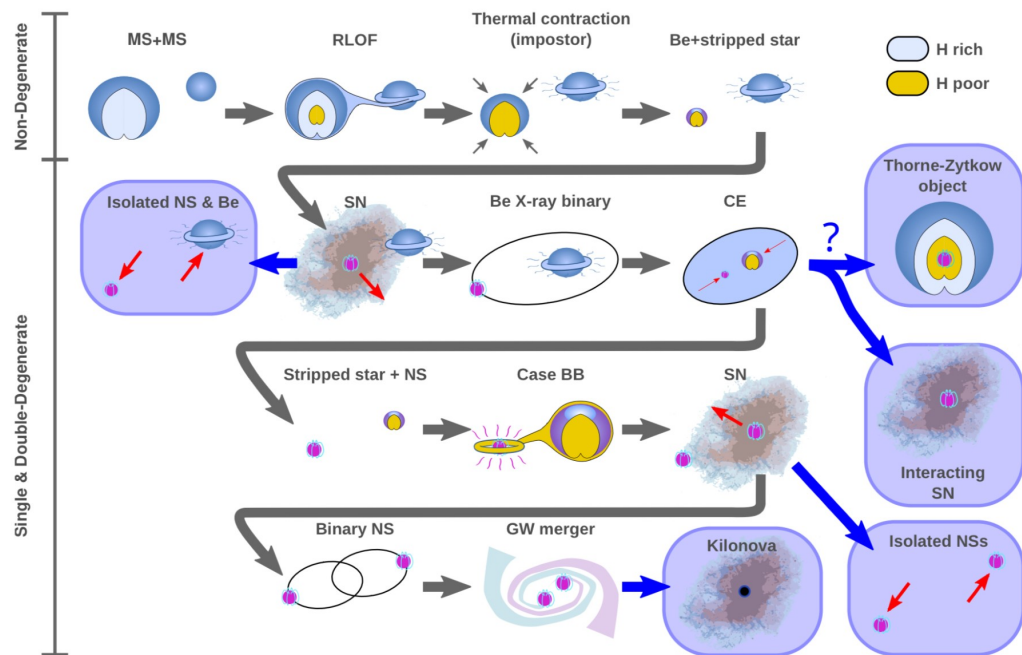 Non-Degenerate
MS+MS
RLOF
Thermal contraction
(impostor)
Be+stripped star
H rich
H poor
Single & Double-Degenerate
Isolated NS & Be
SN
Be X-ray binary
CE
?
Thorne-Zytkow
object
Stripped star + NS
Case BB
SN
Interacting
SN
Binary NS
GW merger
Kilonova
Isolated NSs